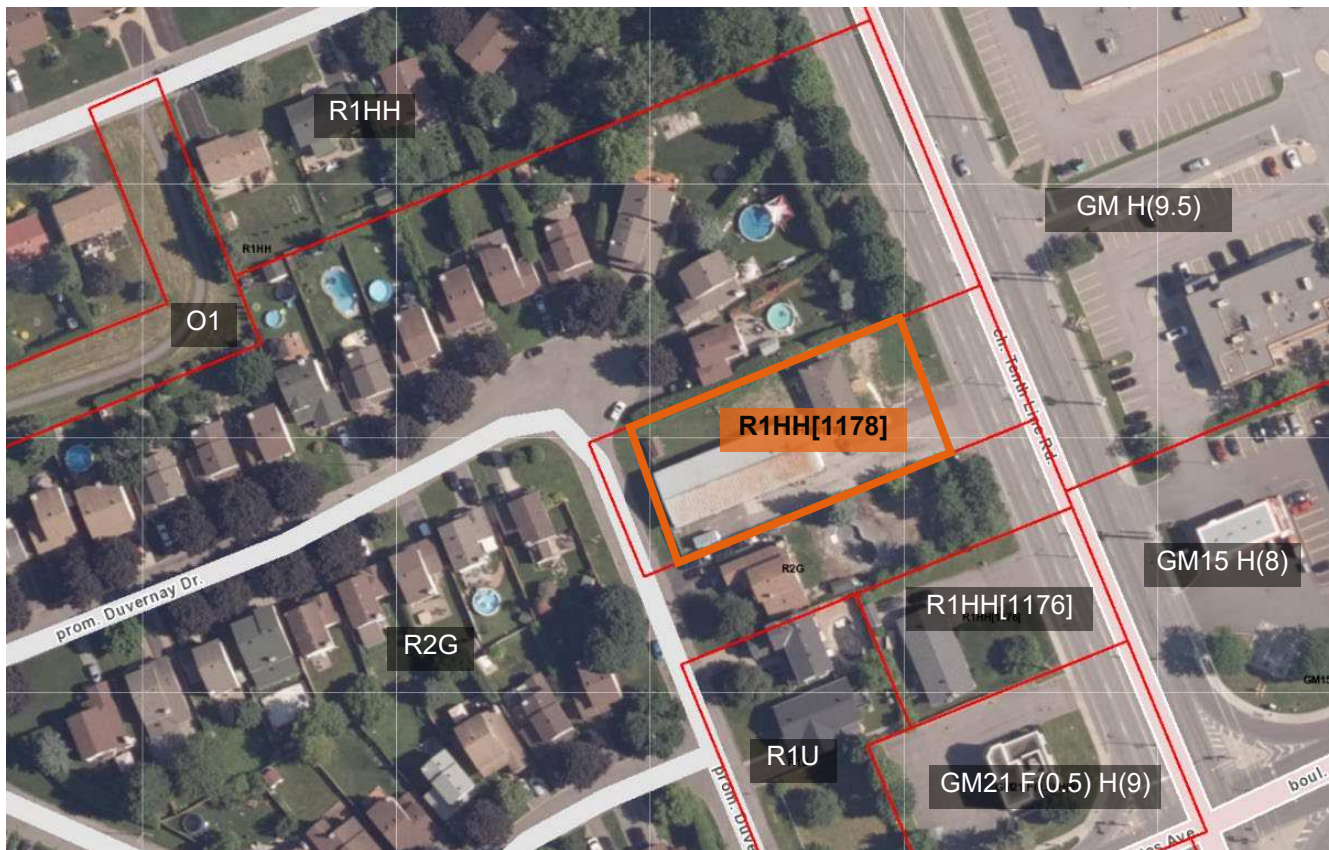 R1HH
GM H(9.5)
R1HH
O1
ch. Tenth Line Rd.
R1HH[1178]
GM15 H(8)
R2G
R1HH[1176]
prom. Duvernay Dr.
R2G
GM15
R1U
GM21 F(0.5) H(9)
prom. Duve
boul.
Ave